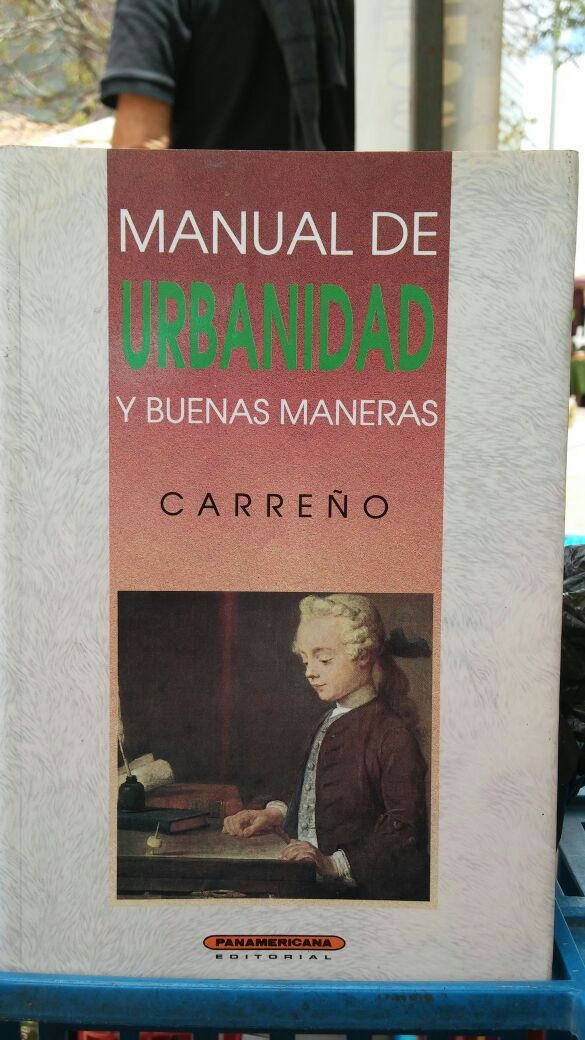 MANUAL DE
URBANIDAD
Y BUENAS MANERAS
CARREÑO
PANAMERICANA
EDITORIAL